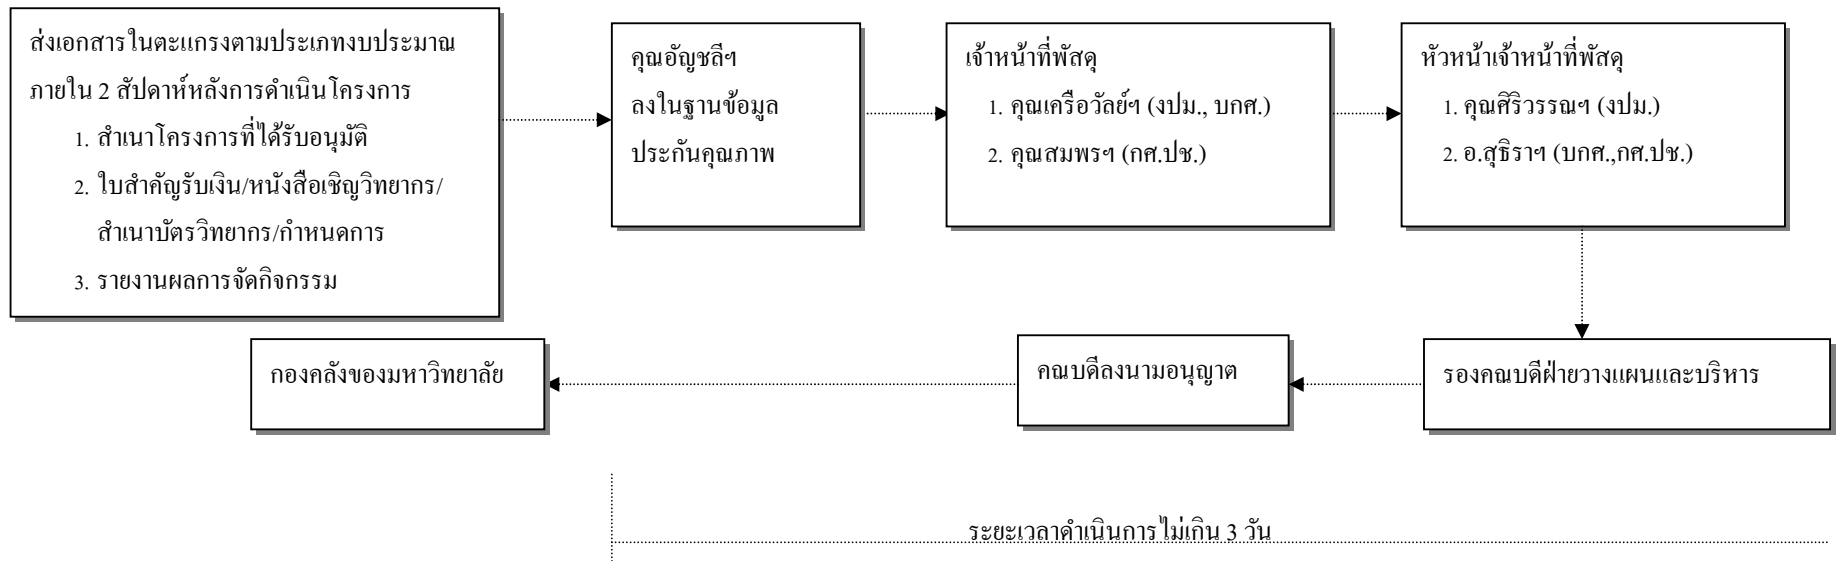 ส่งเอกสารในตะแกรงตามประเภทงบประมาณ
ภายใน 2 สัปดาห์หลังการดำเนินโครงการ
1. สำเนาโครงการที่ได้รับอนุมัติ
2. ใบสำคัญรับเงิน/หนังสือเชิญวิทยากร/
สำเนาบัตรวิทยากร/กำหนดการ
3. รายงานผลการจัดกิจกรรม
คุณอัญชลีฯ
ลงในฐานข้อมูล
ประกันคุณภาพ
เจ้าหน้าที่พัสดุ
1. คุณเครือวัลย์ฯ (งปม., บกศ.)
2. คุณสมพรฯ (กศ.ปช.)
หัวหน้าเจ้าหน้าที่พัสดุ
1. คุณศิริวรรณฯ (งปม.)
2. อ.สุธิราฯ (บกศ.,กศ.ปช.)
รองคณบดีฝ่ายวางแผนและบริหาร
คณบดีลงนามอนุญาต
กองคลังของมหาวิทยาลัย
ระยะเวลาดำเนินการไม่เกิน 3 วัน